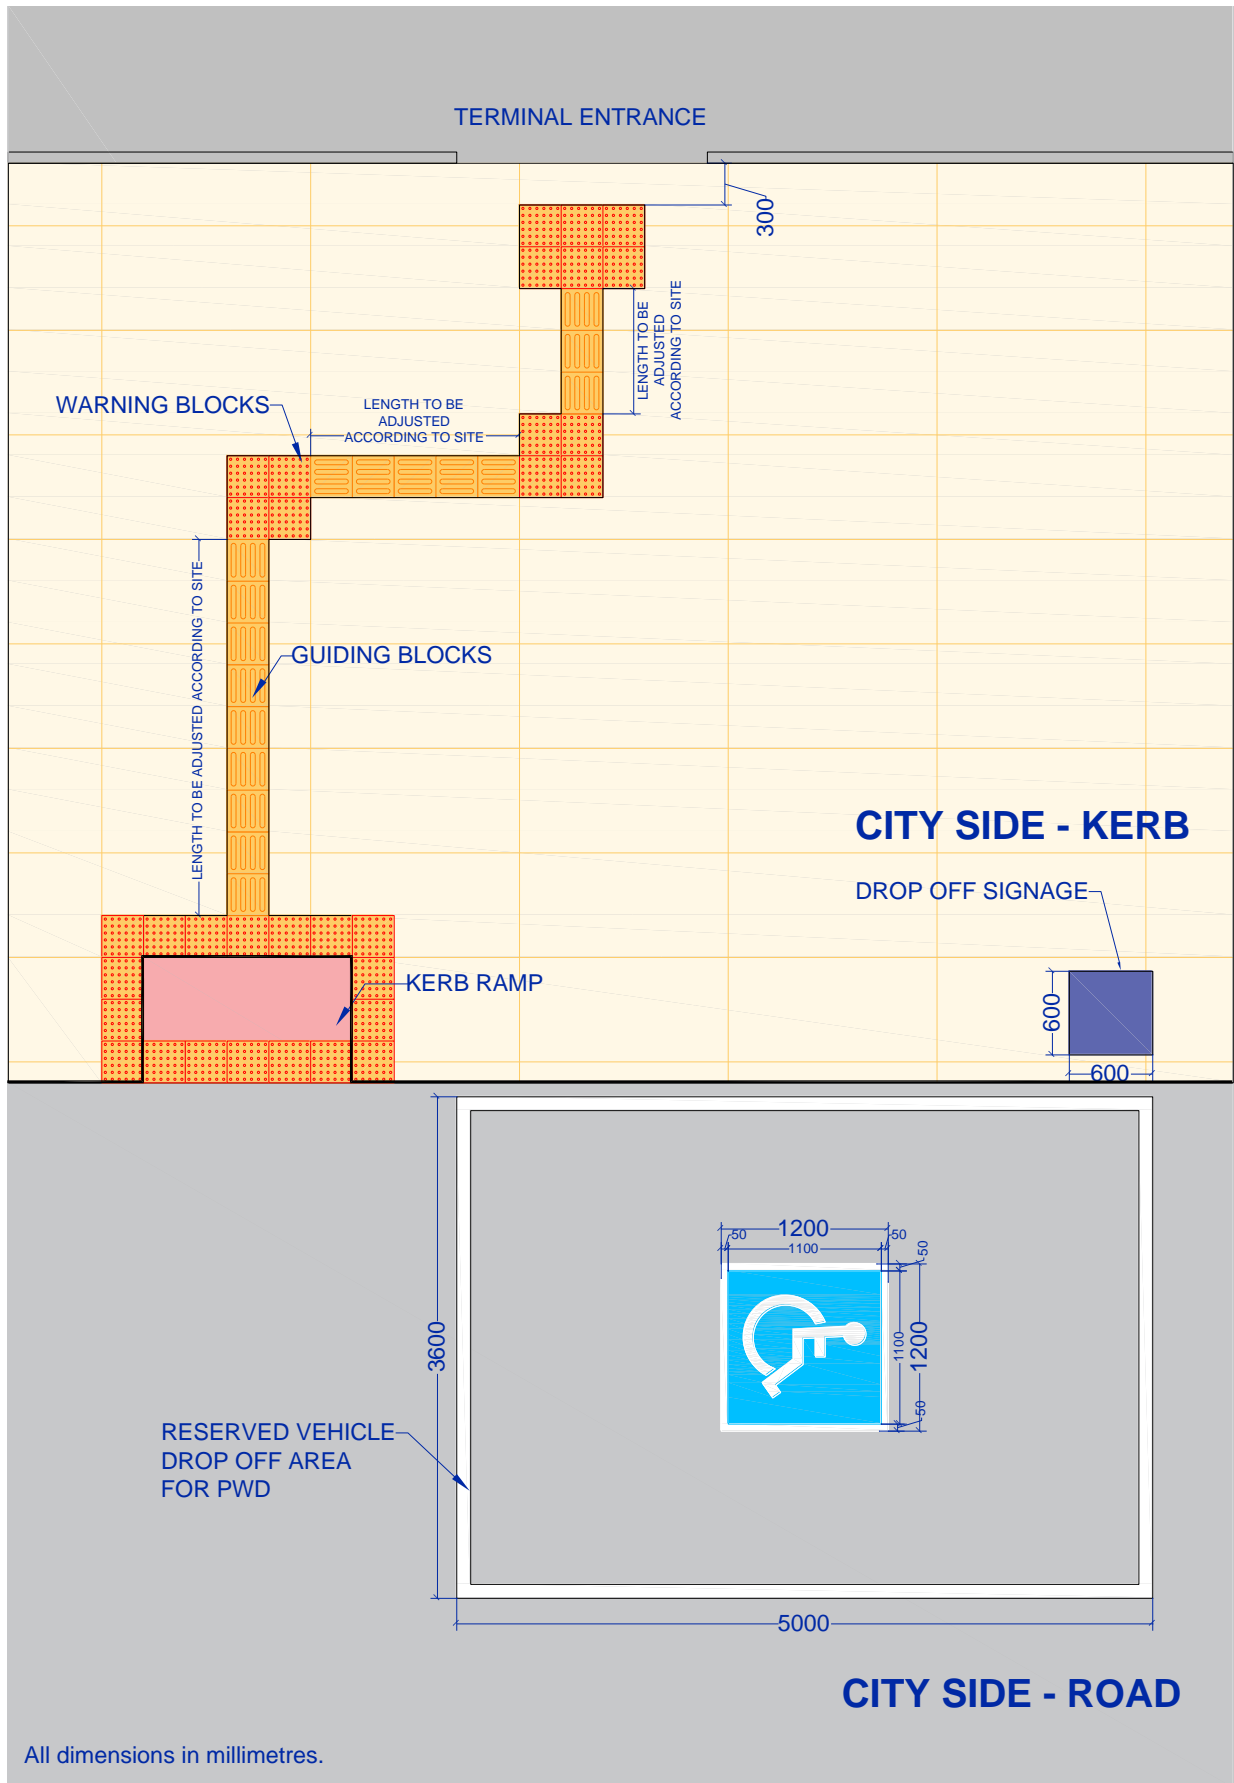 TERMINAL ENTRANCE
300
LENGTH TO BE
ADJUSTED
ACCORDING TO SITE
WARNING BLOCKS
LENGTH TO BE
ADJUSTED
ACCORDING TO SITE
LENGTH TO BE ADJUSTED ACCORDING TO SITE
GUIDING BLOCKS
CITY SIDE - KERB
DROP OFF SIGNAGE
KERB RAMP
600
600
1200
50
1100
50
50
1100
1200
50
3600
RESERVED VEHICLE
DROP OFF AREA
FOR PWD
5000
CITY SIDE - ROAD
All dimensions in millimetres.